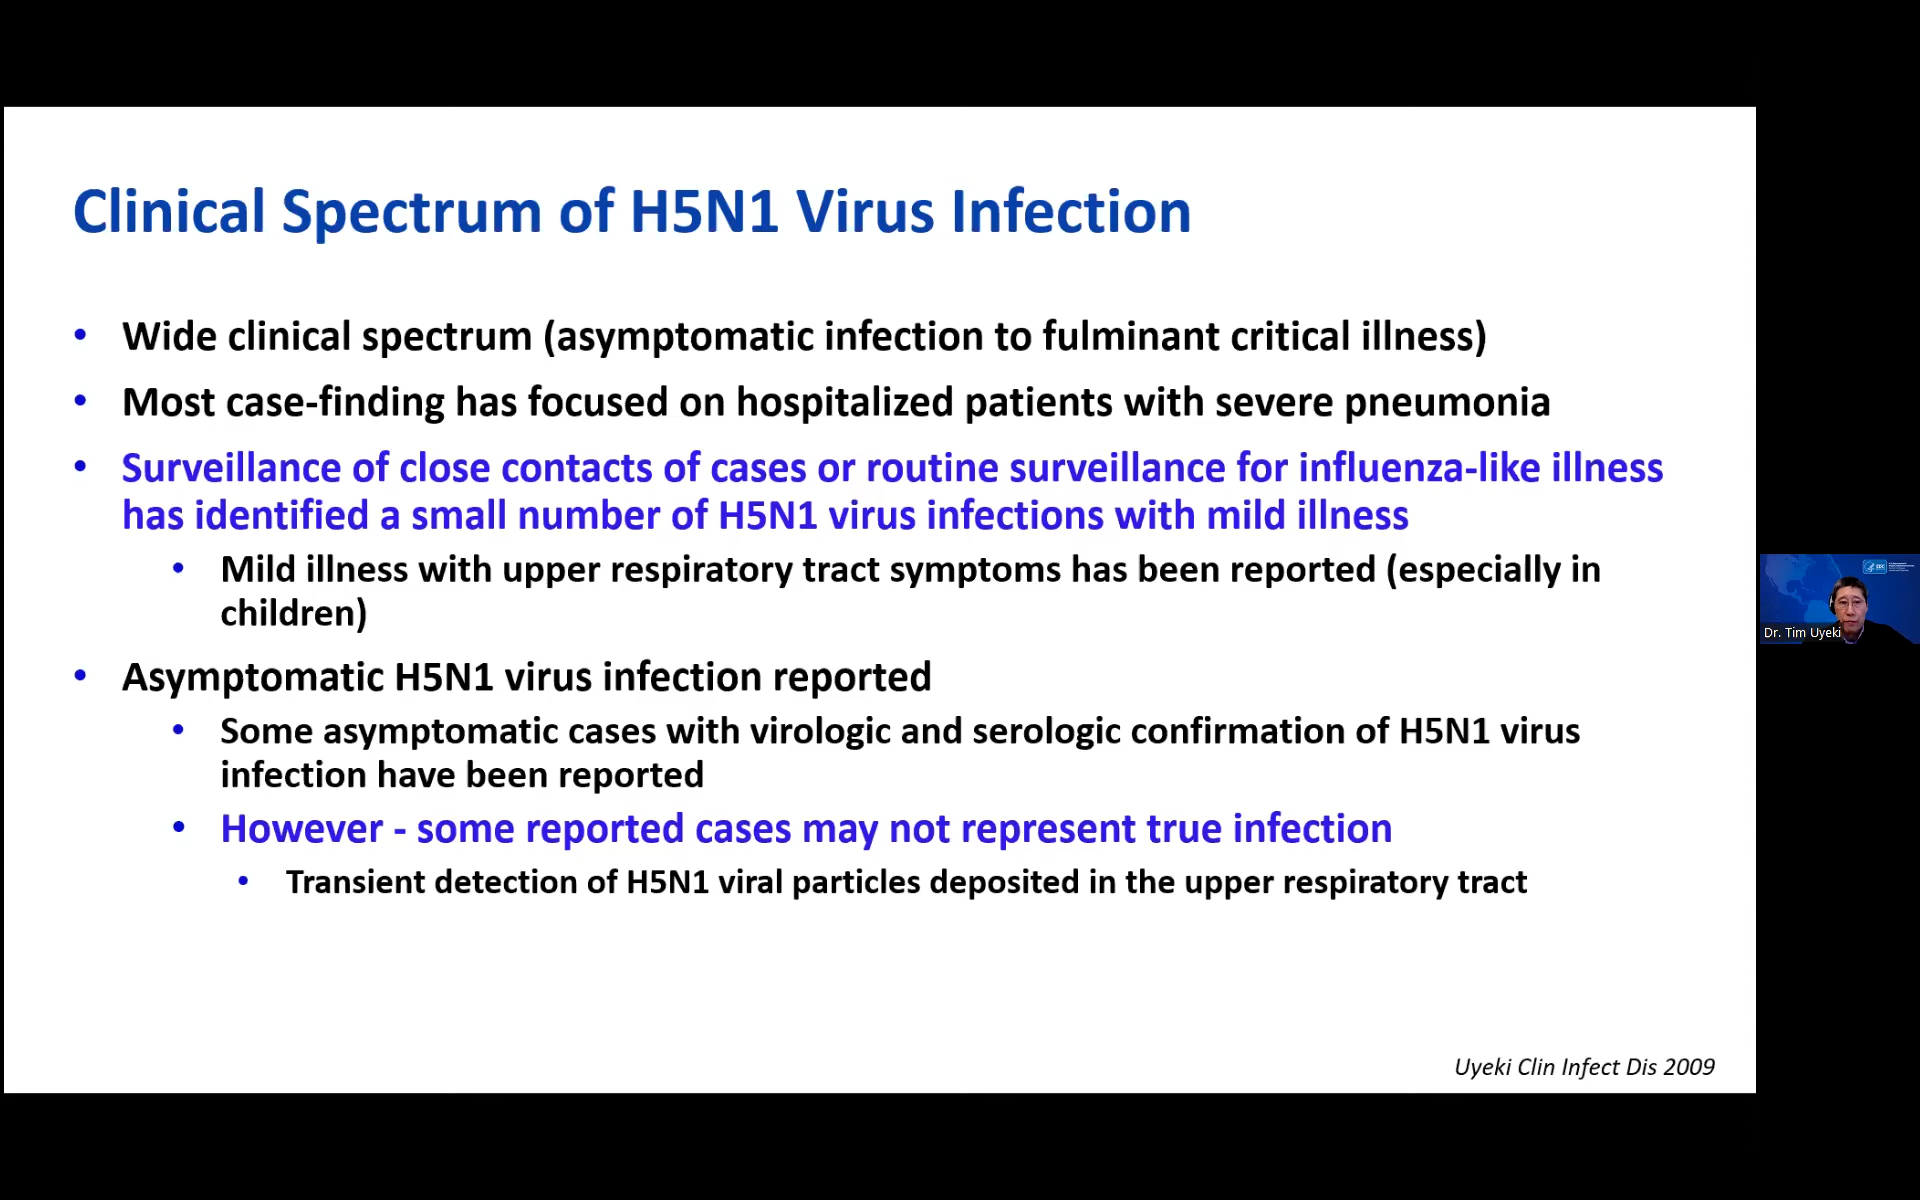 Clinical Spectrum of H5N1 Virus Infection
• Wide clinical spectrum (asymptomatic infection to fulminant critical illness)
• Most case-finding has focused on hospitalized patients with severe pneumonia
• Surveillance of close contacts of cases or routine surveillance for influenza-like illness
has identified a small number of H5N1 virus infections with mild illness
• Mild illness with upper respiratory tract symptoms has been reported (especially in
children)
• Asymptomatic H5N1 virus infection reported
• Some asymptomatic cases with virologic and serologic confirmation of H5N1 virus
infection have been reported
• However - some reported cases may not represent true infection
• Transient detection of H5N1 viral particles deposited in the upper respiratory tract
Uyeki Clin Infect Dis 2009
CDC
Dr. Tim Uyeki